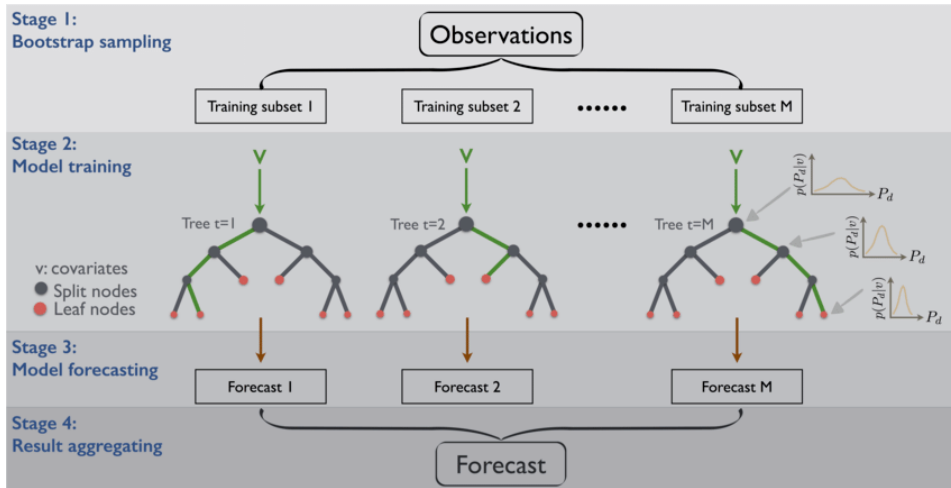 Stage 1:
Bootstrap sampling
Observations
Training subset 1
Training subset 2
......
Training subset M
Stage 2:
Model training
v
v
v
Tree t=1
Tree t=2
......
Tree t=M
p(P_d|v)
P_d
p(P_d|v)
P_d
p(P_d|v)
P_d
v: covariates
Split nodes
Leaf nodes
Stage 3:
Model forecasting
Forecast 1
Forecast 2
Forecast M
Stage 4:
Result aggregating
Forecast